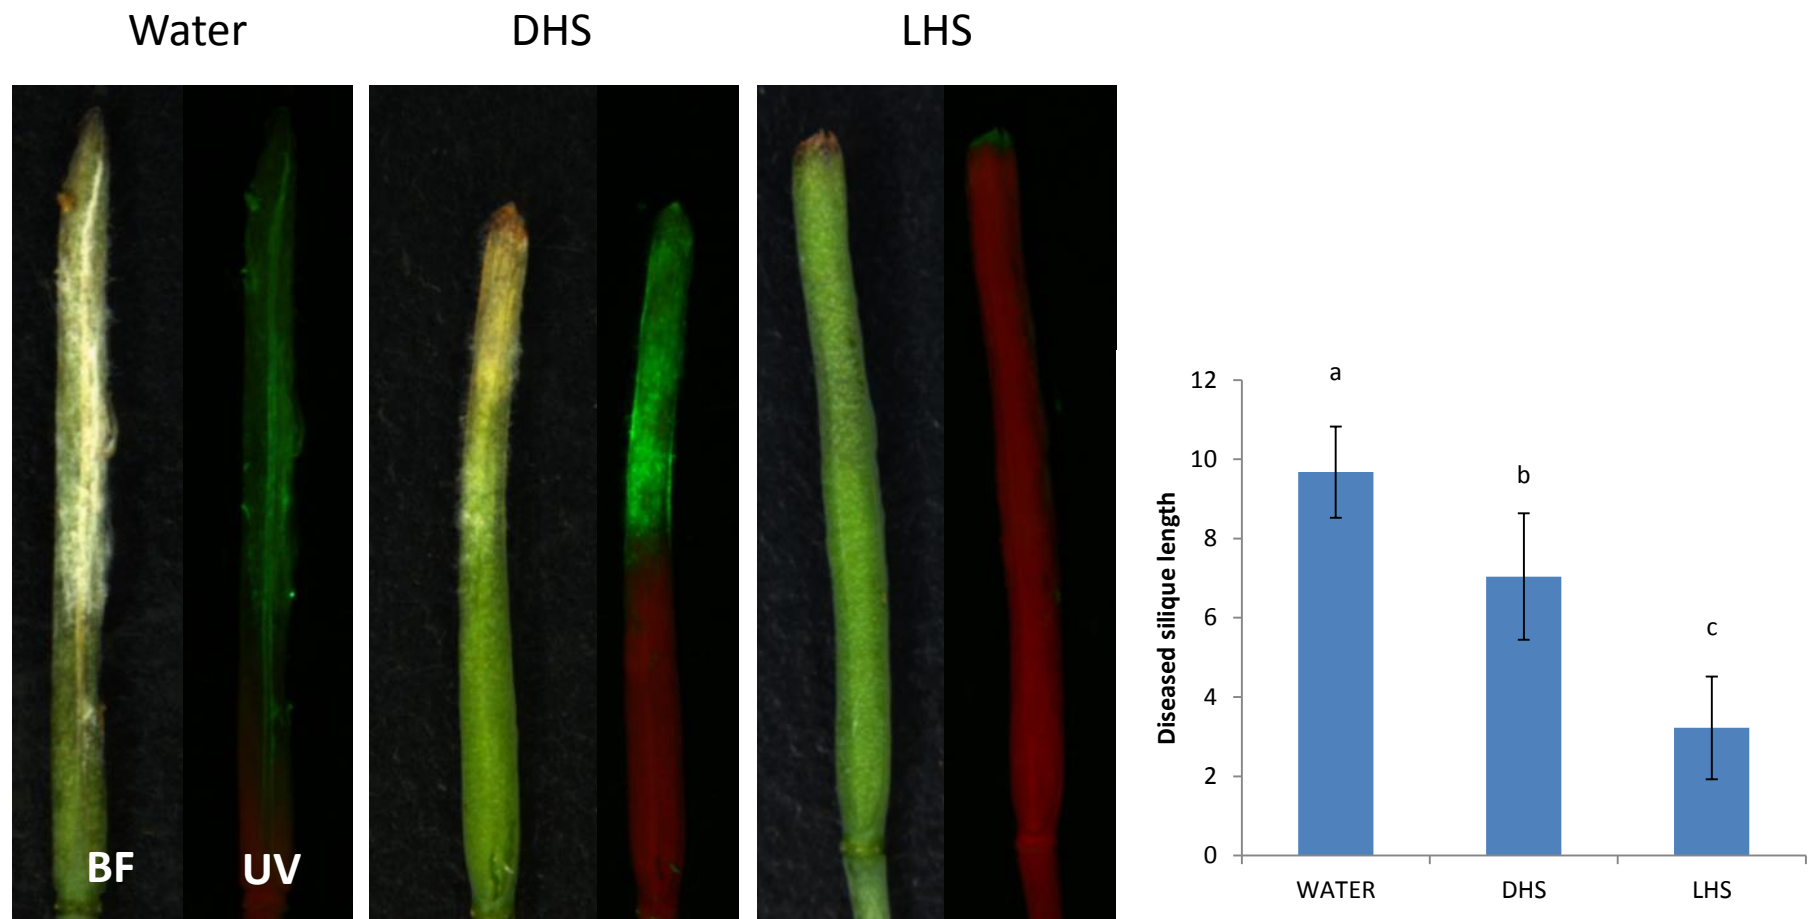 Water
DHS
LHS
BF
UV
Diseased silique length
12
10
8
6
4
2
0
a
b
c
WATER
DHS
LHS